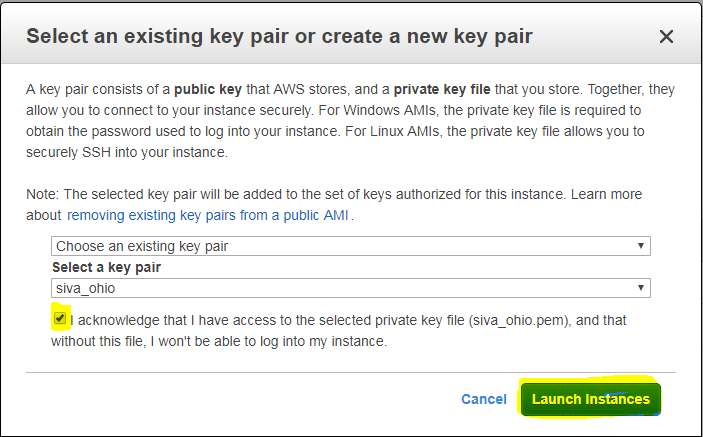 Select an existing key pair or create a new key pair
A key pair consists of a public key that AWS stores, and a private key file that you store. Together, they
allow you to connect to your instance securely. For Windows AMIs, the private key file is required to
obtain the password used to log into your instance. For Linux AMIs, the private key file allows you to
securely SSH into your instance.
Note: The selected key pair will be added to the set of keys authorized for this instance. Learn more
about removing existing key pairs from a public AMI.
Choose an existing key pair
Select a key pair
siva_ohio
I acknowledge that I have access to the selected private key file (siva_ohio.pem), and that
without this file, I won't be able to log into my instance.
Cancel Launch Instances